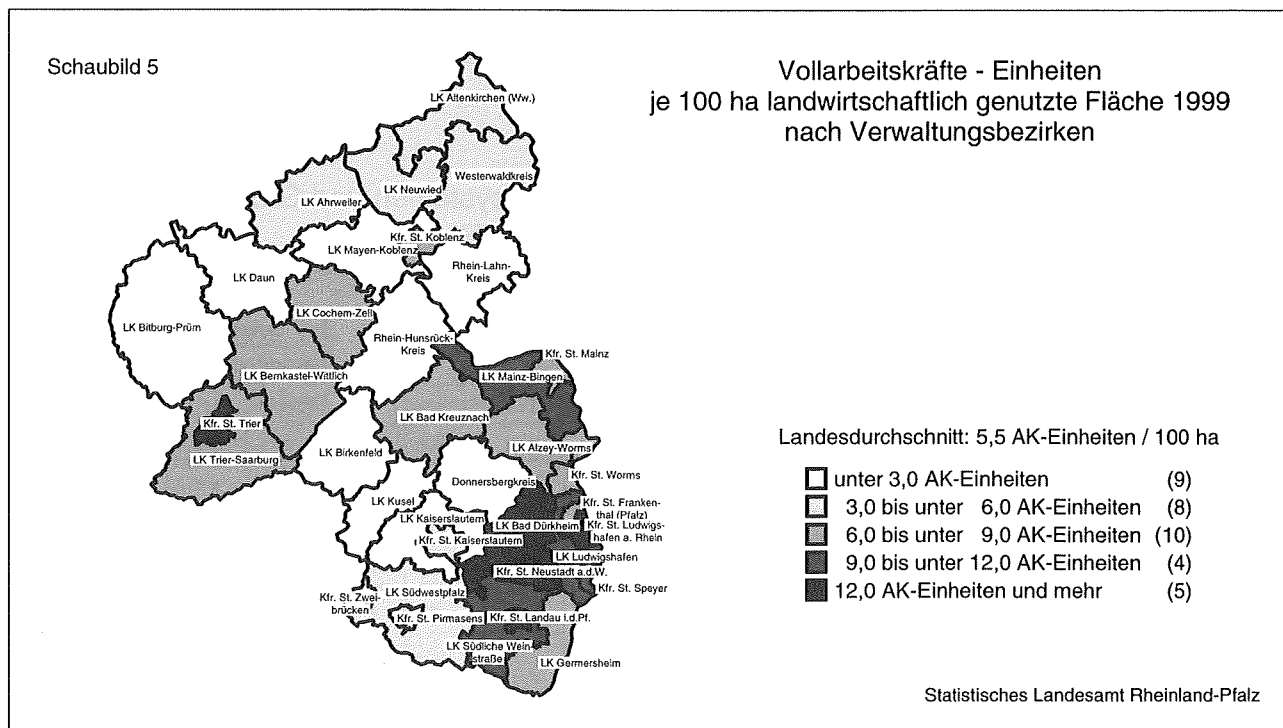 Schaubild 5
Vollarbeitskräfte - Einheiten
je 100 ha landwirtschaftlich genutzte Fläche 1999
nach Verwaltungsbezirken
LK Altenkirchen (Ww.)
Westerwaldkreis
LK Neuwied
LK Ahrweiler
Kfr. St. Koblenz
LK Mayen-Koblenz
Rhein-Lahn-
Kreis
LK Daun
LK Cochem-Zell
LK Bitburg-Prüm
Rhein-Hunsrück-
Kreis
Kfr. St. Mainz
LK Mainz-Bingen
LK Bernkastel-Wittlich
LK Bad Kreuznach
Kfr. St. Trier
LK Alzey-Worms
LK Trier-Saarburg
LK Birkenfeld
Kfr. St. Worms
Donnersbergkreis
LK Kusel
Kfr. St. Franken-
thal (Pfalz)
LK Kaiserslautern
LK Bad Dürkheim
Kfr. St. Ludwigs-
hafen a. Rhein
Kfr. St. Kaiserslautern
LK Ludwigshafen
Kfr. St. Neustadt a.d.W.
Kfr. St. Speyer
LK Südwestpfalz
Kfr. St. Zwei-
brücken
Kfr. St. Pirmasens
Kfr. St. Landau i.d.Pf.
LK Südliche Wein-
straße
LK Germersheim
Landesdurchschnitt: 5,5 AK-Einheiten / 100 ha
unter 3,0 AK-Einheiten (9)
3,0 bis unter 6,0 AK-Einheiten (8)
6,0 bis unter 9,0 AK-Einheiten (10)
9,0 bis unter 12,0 AK-Einheiten (4)
12,0 AK-Einheiten und mehr (5)
Statistisches Landesamt Rheinland-Pfalz